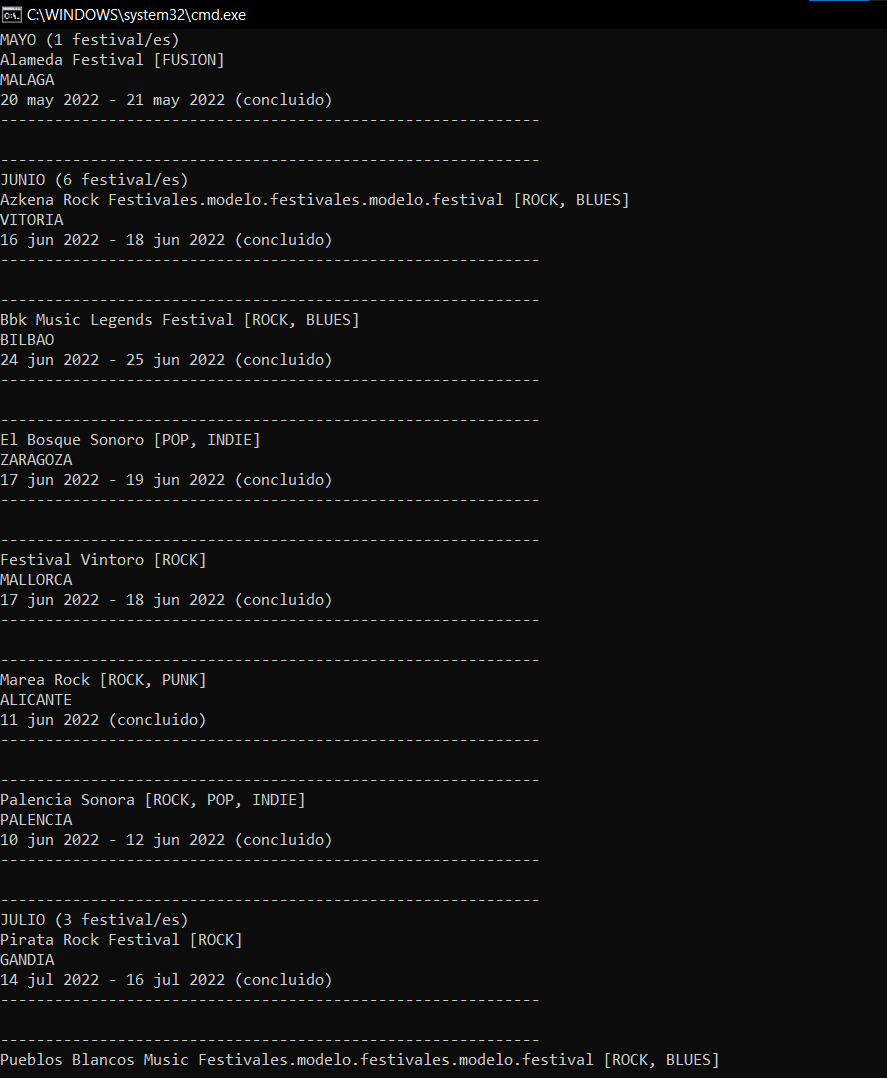 C:\WINDOWS\system32\cmd.exe
MAYO (1 festival/es)
Alameda Festival [FUSION]
MALAGA
20 may 2022 - 21 may 2022 (concluido)
------------------------------------------------------------
------------------------------------------------------------
JUNIO (6 festival/es)
Azkena Rock Festivales.modelo.festivales.modelo.festival [ROCK, BLUES]
VITORIA
16 jun 2022 - 18 jun 2022 (concluido)
------------------------------------------------------------
------------------------------------------------------------
Bbk Music Legends Festival [ROCK, BLUES]
BILBAO
24 jun 2022 - 25 jun 2022 (concluido)
------------------------------------------------------------
------------------------------------------------------------
El Bosque Sonoro [POP, INDIE]
ZARAGOZA
17 jun 2022 - 19 jun 2022 (concluido)
------------------------------------------------------------
------------------------------------------------------------
Festival Vintoro [ROCK]
MALLORCA
17 jun 2022 - 18 jun 2022 (concluido)
------------------------------------------------------------
------------------------------------------------------------
Marea Rock [ROCK, PUNK]
ALICANTE
11 jun 2022 (concluido)
------------------------------------------------------------
------------------------------------------------------------
Palencia Sonora [ROCK, POP, INDIE]
PALENCIA
10 jun 2022 - 12 jun 2022 (concluido)
------------------------------------------------------------
------------------------------------------------------------
JULIO (3 festival/es)
Pirata Rock Festival [ROCK]
GANDIA
14 jul 2022 - 16 jul 2022 (concluido)
------------------------------------------------------------
------------------------------------------------------------
Pueblos Blancos Music Festivales.modelo.festivales.modelo.festival [ROCK, BLUES]